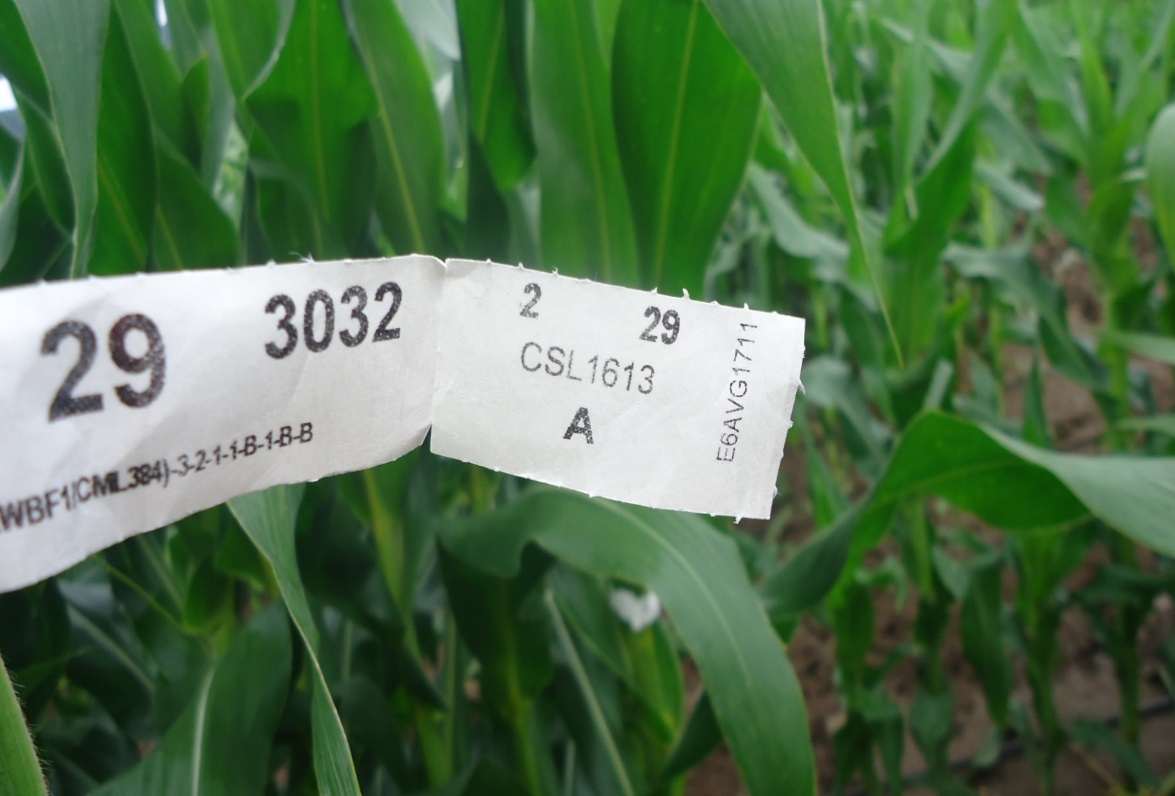 29 3032
WBF1/CML384)-3-2-1-1-B-1-B-B
2 29
CSL1613
A
E6AVG1711